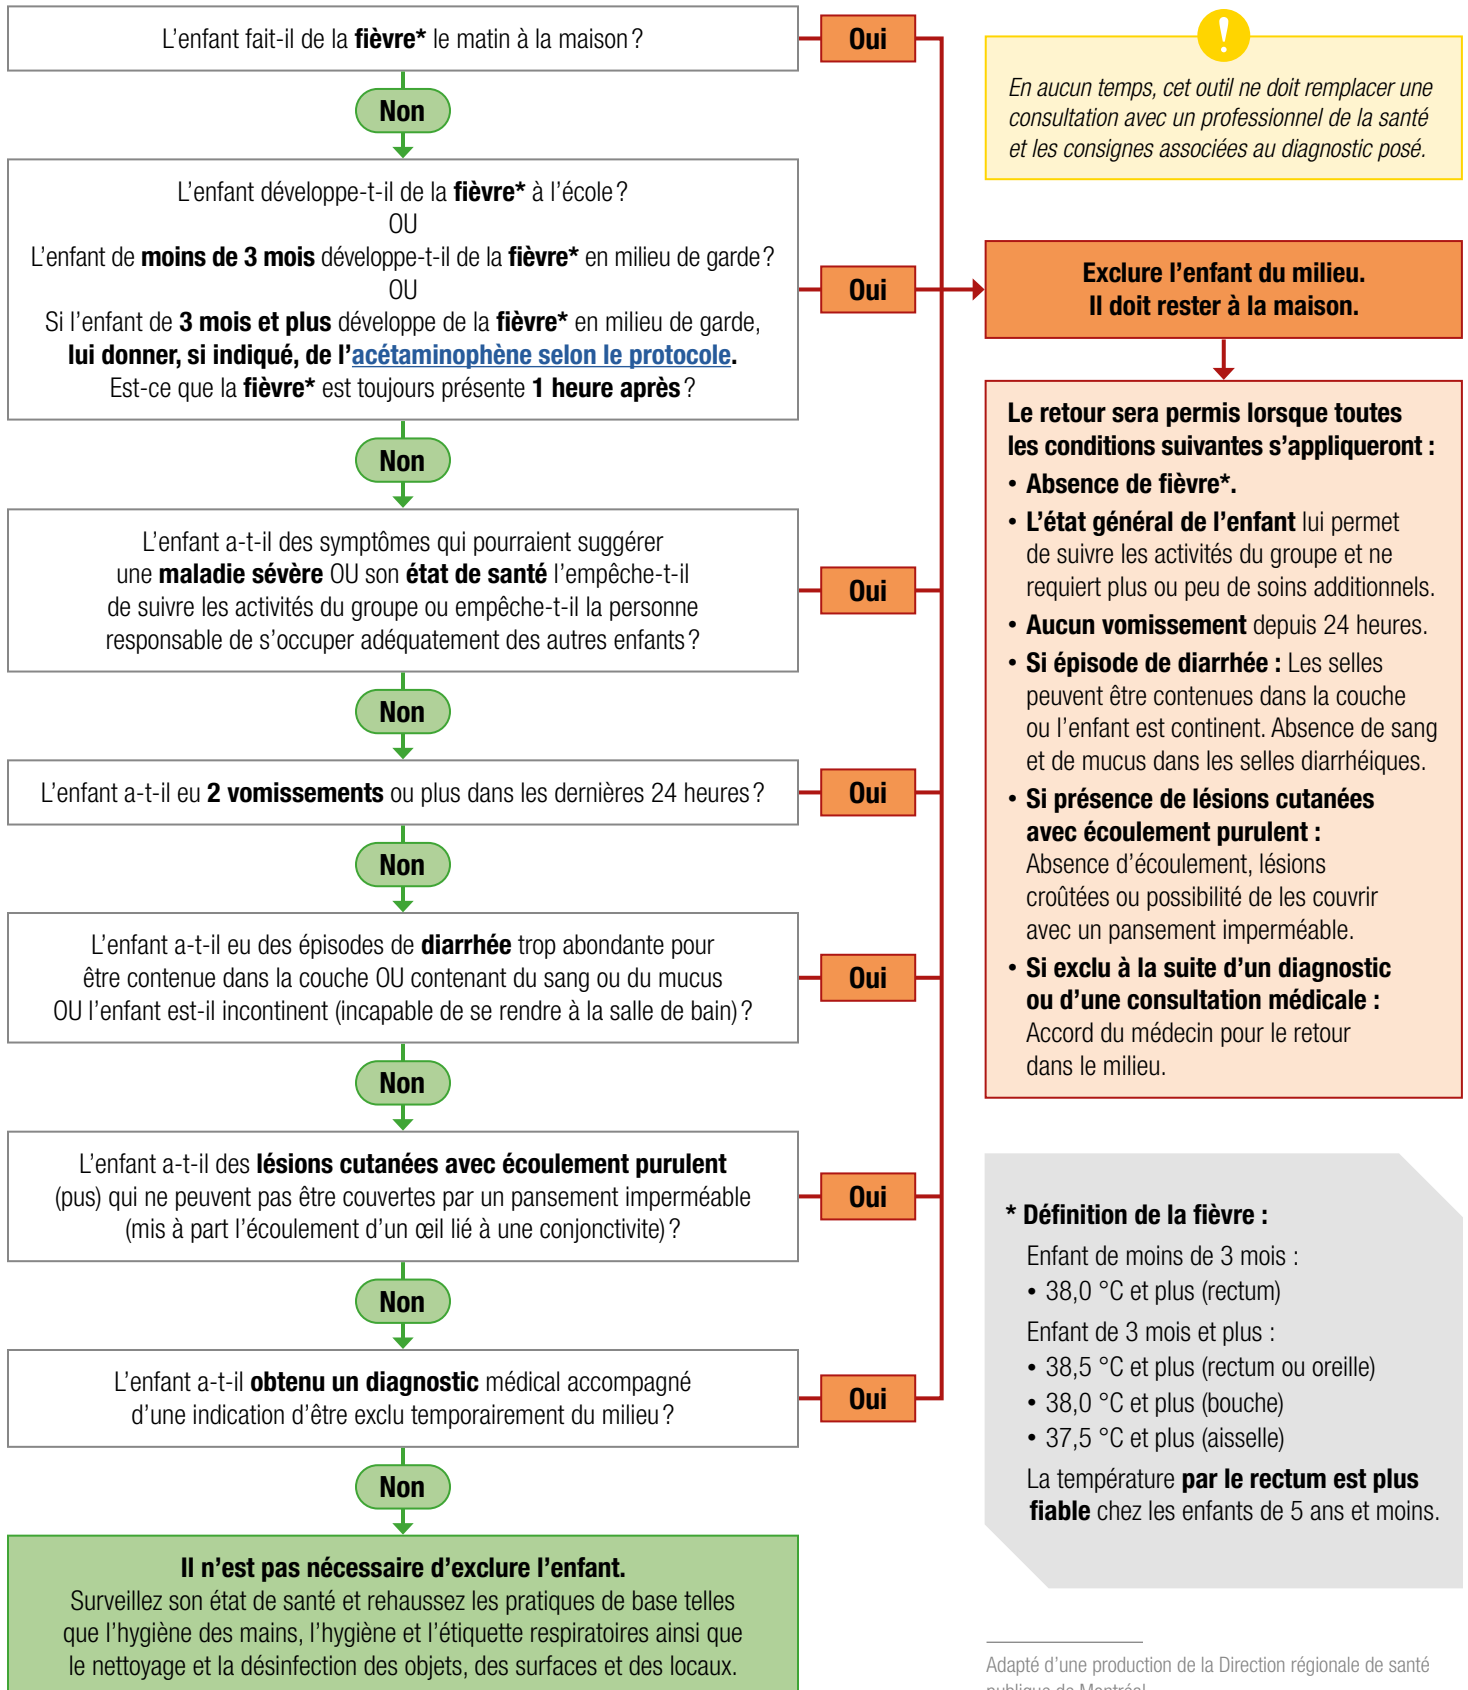 L'enfant fait-il de la fièvre* le matin à la maison ?
Oui
Non
L'enfant développe-t-il de la fièvre* à l'école ?
OU
L'enfant de moins de 3 mois développe-t-il de la fièvre* en milieu de garde ?
OU
Si l'enfant de 3 mois et plus développe de la fièvre* en milieu de garde,
lui donner, si indiqué, de l'acétaminophène selon le protocole.
Est-ce que la fièvre* est toujours présente 1 heure après ?
Oui
Non
L'enfant a-t-il des symptômes qui pourraient suggérer
une maladie sévère OU son état de santé l'empêche-t-il
de suivre les activités du groupe ou empêche-t-il la personne
responsable de s'occuper adéquatement des autres enfants ?
Oui
Non
L'enfant a-t-il eu 2 vomissements ou plus dans les dernières 24 heures ?
Oui
Non
L'enfant a-t-il eu des épisodes de diarrhée trop abondante pour
être contenue dans la couche OU contenant du sang ou du mucus
OU l'enfant est-il incontinent (incapable de se rendre à la salle de bain) ?
Oui
Non
L'enfant a-t-il des lésions cutanées avec écoulement purulent
(pus) qui ne peuvent pas être couvertes par un pansement imperméable
(mis à part l'écoulement d'un œil lié à une conjonctivite) ?
Oui
Non
L'enfant a-t-il obtenu un diagnostic médical accompagné
d'une indication d'être exclu temporairement du milieu ?
Oui
Non
Il n'est pas nécessaire d'exclure l'enfant.
Surveillez son état de santé et rehaussez les pratiques de base telles
que l'hygiène des mains, l'hygiène et l'étiquette respiratoires ainsi que
le nettoyage et la désinfection des objets, des surfaces et des locaux.
!
En aucun temps, cet outil ne doit remplacer une
consultation avec un professionnel de la santé
et les consignes associées au diagnostic posé.
Exclure l'enfant du milieu.
Il doit rester à la maison.
Le retour sera permis lorsque toutes
les conditions suivantes s'appliqueront :
• Absence de fièvre*.
• L'état général de l'enfant lui permet
de suivre les activités du groupe et ne
requiert plus ou peu de soins additionnels.
• Aucun vomissement depuis 24 heures.
• Si épisode de diarrhée : Les selles
peuvent être contenues dans la couche
ou l'enfant est continent. Absence de sang
et de mucus dans les selles diarrhéiques.
• Si présence de lésions cutanées
avec écoulement purulent :
Absence d'écoulement, lésions
croûtées ou possibilité de les couvrir
avec un pansement imperméable.
• Si exclu à la suite d'un diagnostic
ou d'une consultation médicale :
Accord du médecin pour le retour
dans le milieu.
* Définition de la fièvre :
Enfant de moins de 3 mois :
• 38,0 °C et plus (rectum)
Enfant de 3 mois et plus :
• 38,5 °C et plus (rectum ou oreille)
• 38,0 °C et plus (bouche)
• 37,5 °C et plus (aisselle)
La température par le rectum est plus
fiable chez les enfants de 5 ans et moins.
Adapté d'une production de la Direction régionale de santé
publique de Montréal